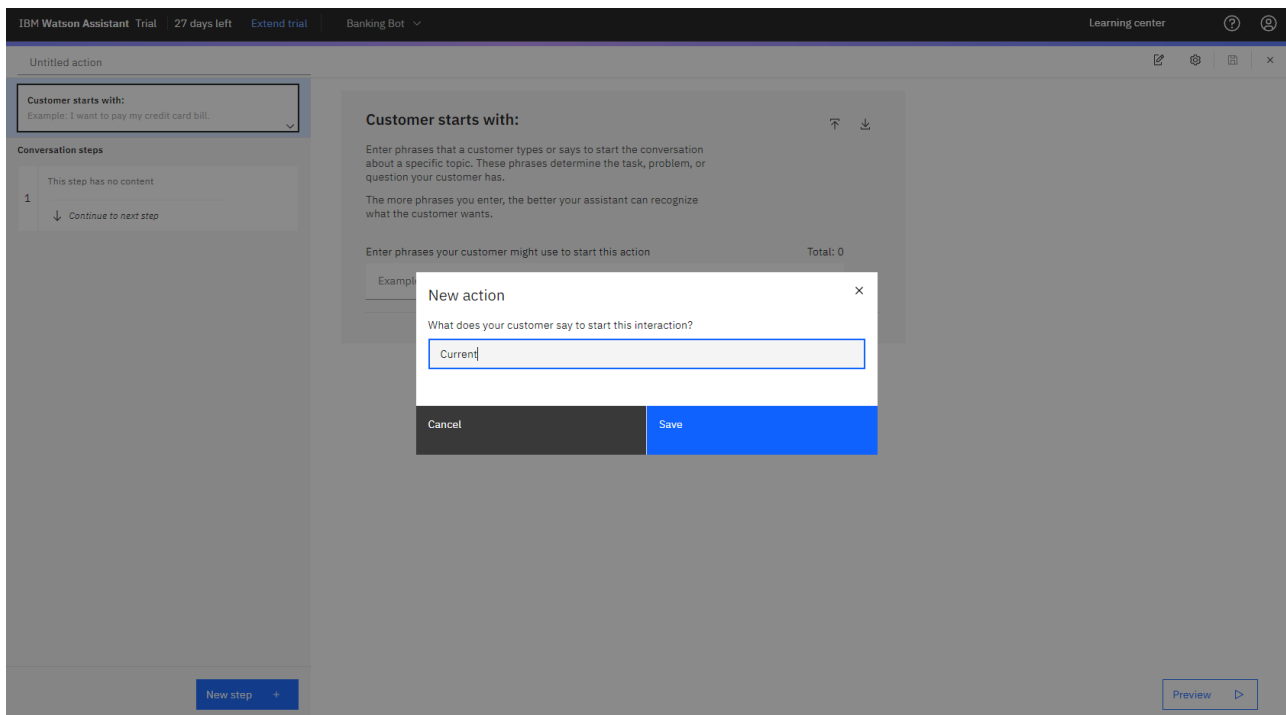 IBM Watson Assistant Trial 27 days left Extend trial Banking Bot Learning center
Untitled action
Customer starts with:
Example: I want to pay my credit card bill.
Conversation steps
This step has no content
1
Continue to next step
Customer starts with:
Enter phrases that a customer types or says to start the conversation
about a specific topic. These phrases determine the task, problem, or
question your customer has.
The more phrases you enter, the better your assistant can recognize
what the customer wants.
Enter phrases your customer might use to start this action Total: 0
Exampl
New action
What does your customer say to start this interaction?
Current
Cancel
Save
New step +
Preview